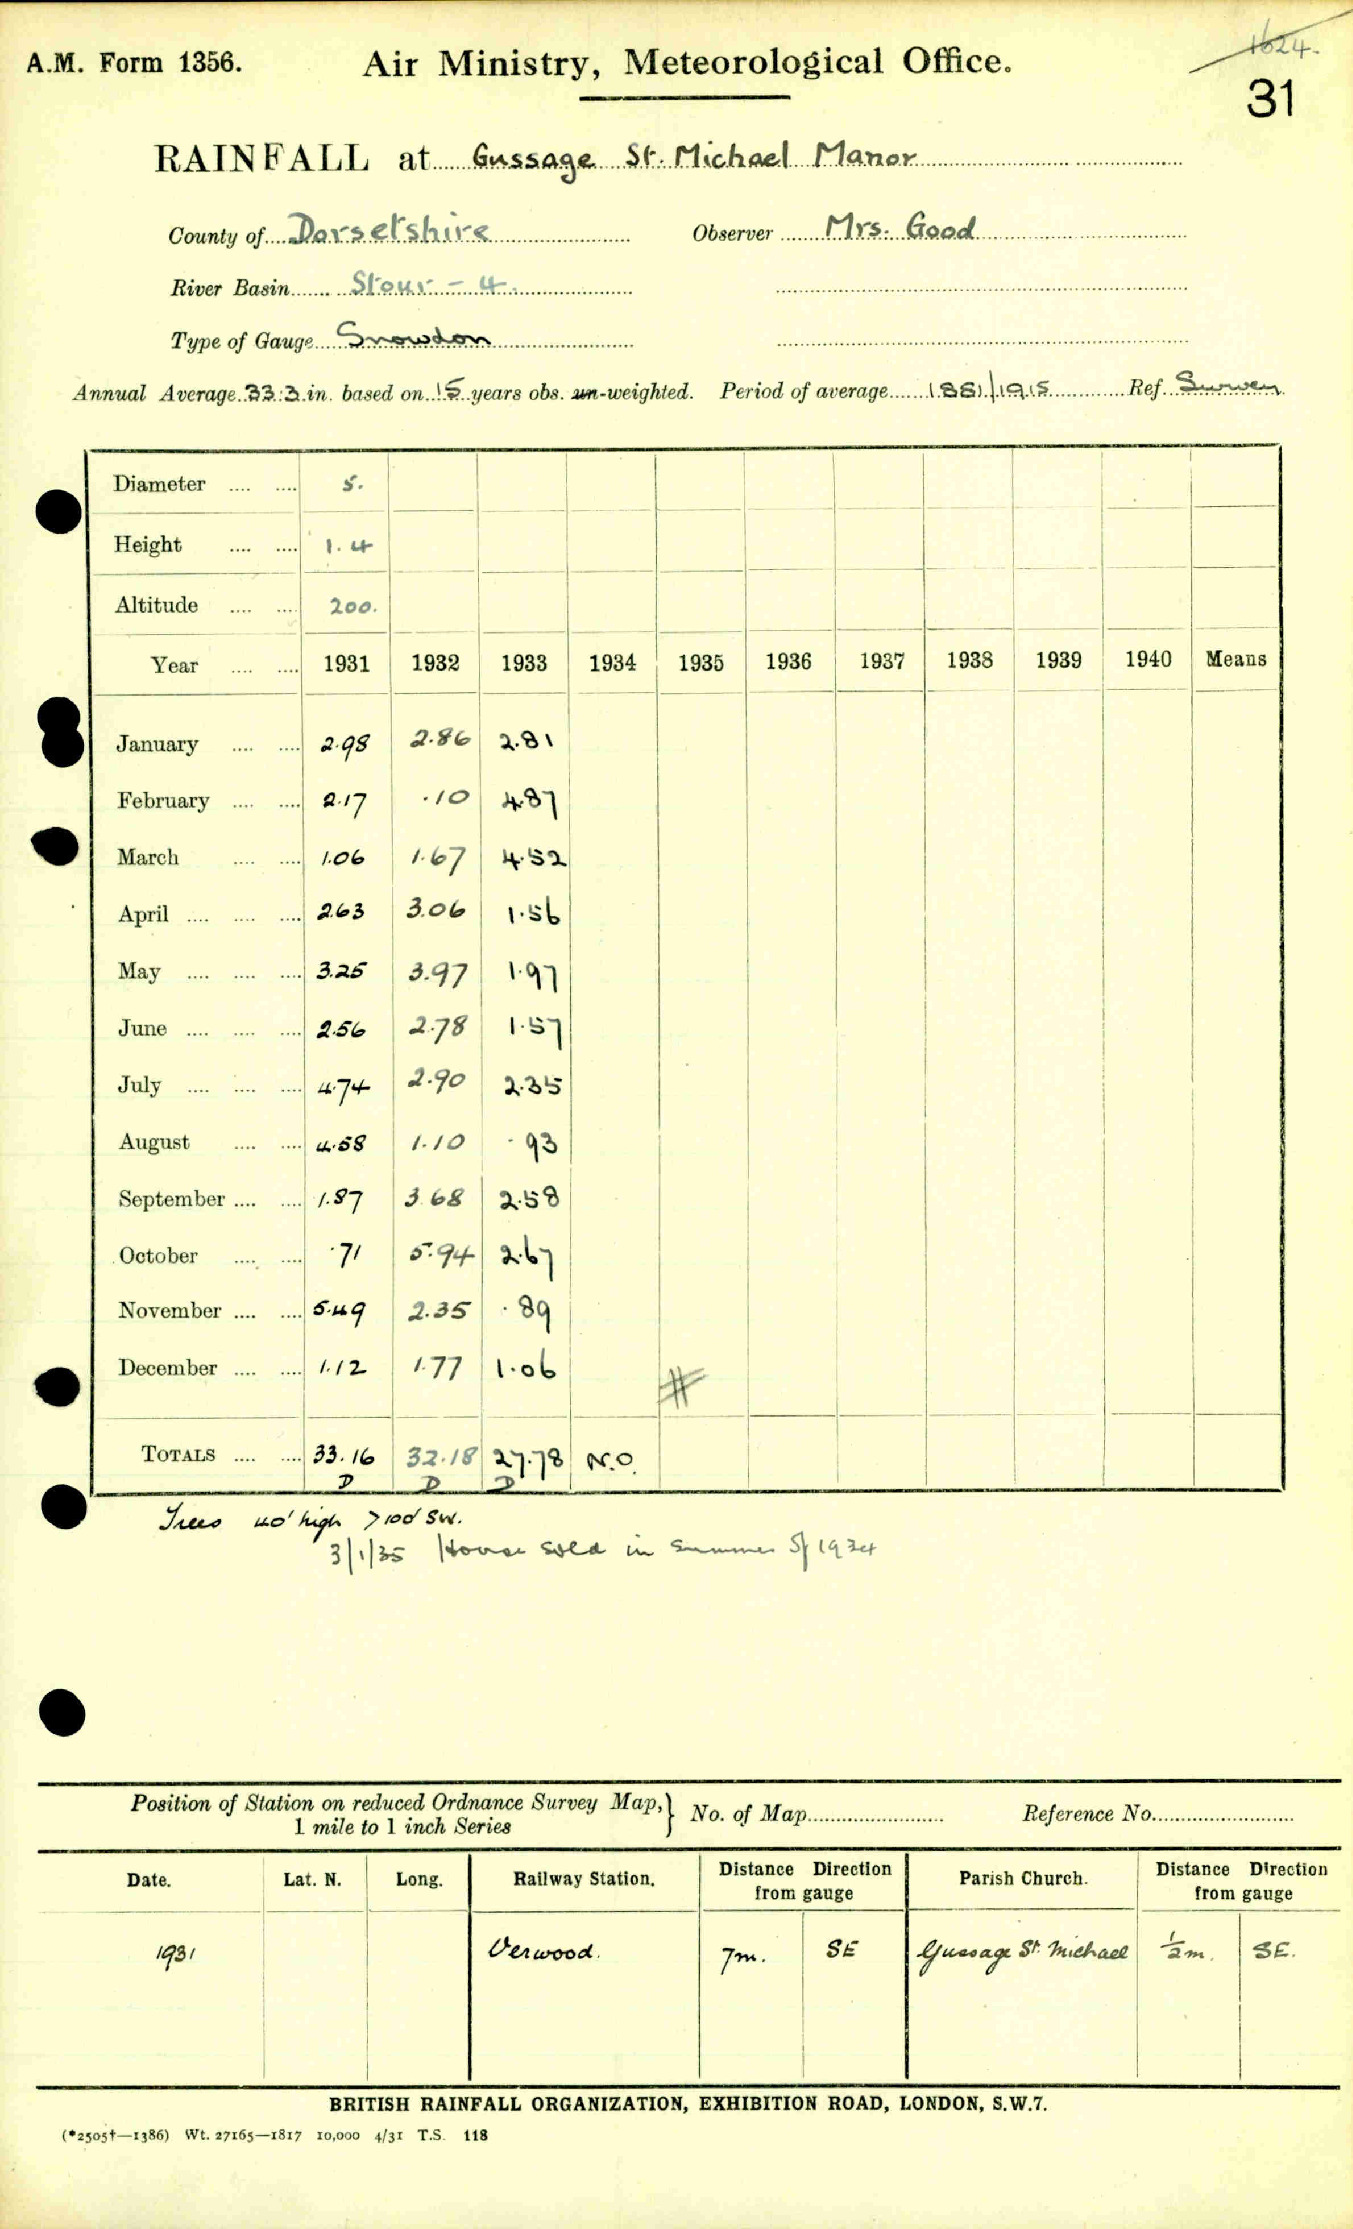 1624.
A.M. Form 1356. Air Ministry, Meteorological Office.
31
RAINFALL at Gussage St. Michael Manor
County of Dorsetshire Observer Mrs. Good
River Basin Stour - 4.
Type of Gauge Snowdon
Annual Average 33.3 in. based on 15 years obs. un-weighted. Period of average 1881/1915 Ref. Survey
Diameter 5.
Height 1.4
Altitude 200.
Year 1931 1932 1933 1934 1935 1936 1937 1938 1939 1940 Means
January 2.98 2.86 2.81
February 2.17 .10 4.87
March 1.06 1.67 4.52
April 2.63 3.06 1.56
May 3.25 3.97 1.97
June 2.56 2.78 1.57
July 4.74 2.90 2.35
August 4.58 1.10 .93
September 1.87 3.68 2.58
October .71 5.94 2.67
November 5.49 2.35 .89
December 1.12 1.77 1.06
#
TOTALS 33.16 32.18 27.78 N.O.
D D D
Trees 40' high >100' SW.
3/1/35 House sold in summer of 1934
Position of Station on reduced Ordnance Survey Map, } No. of Map Reference No.
1 mile to 1 inch Series
Date. Lat. N. Long. Railway Station. Distance Direction from gauge Parish Church. Distance Direction from gauge
1931 Verwood. 7m. SE Gussage St. Michael ½m. SE.
BRITISH RAINFALL ORGANIZATION, EXHIBITION ROAD, LONDON, S.W.7.
(*2505†—1386) Wt. 27165—1817 10,000 4/31 T.S. 118